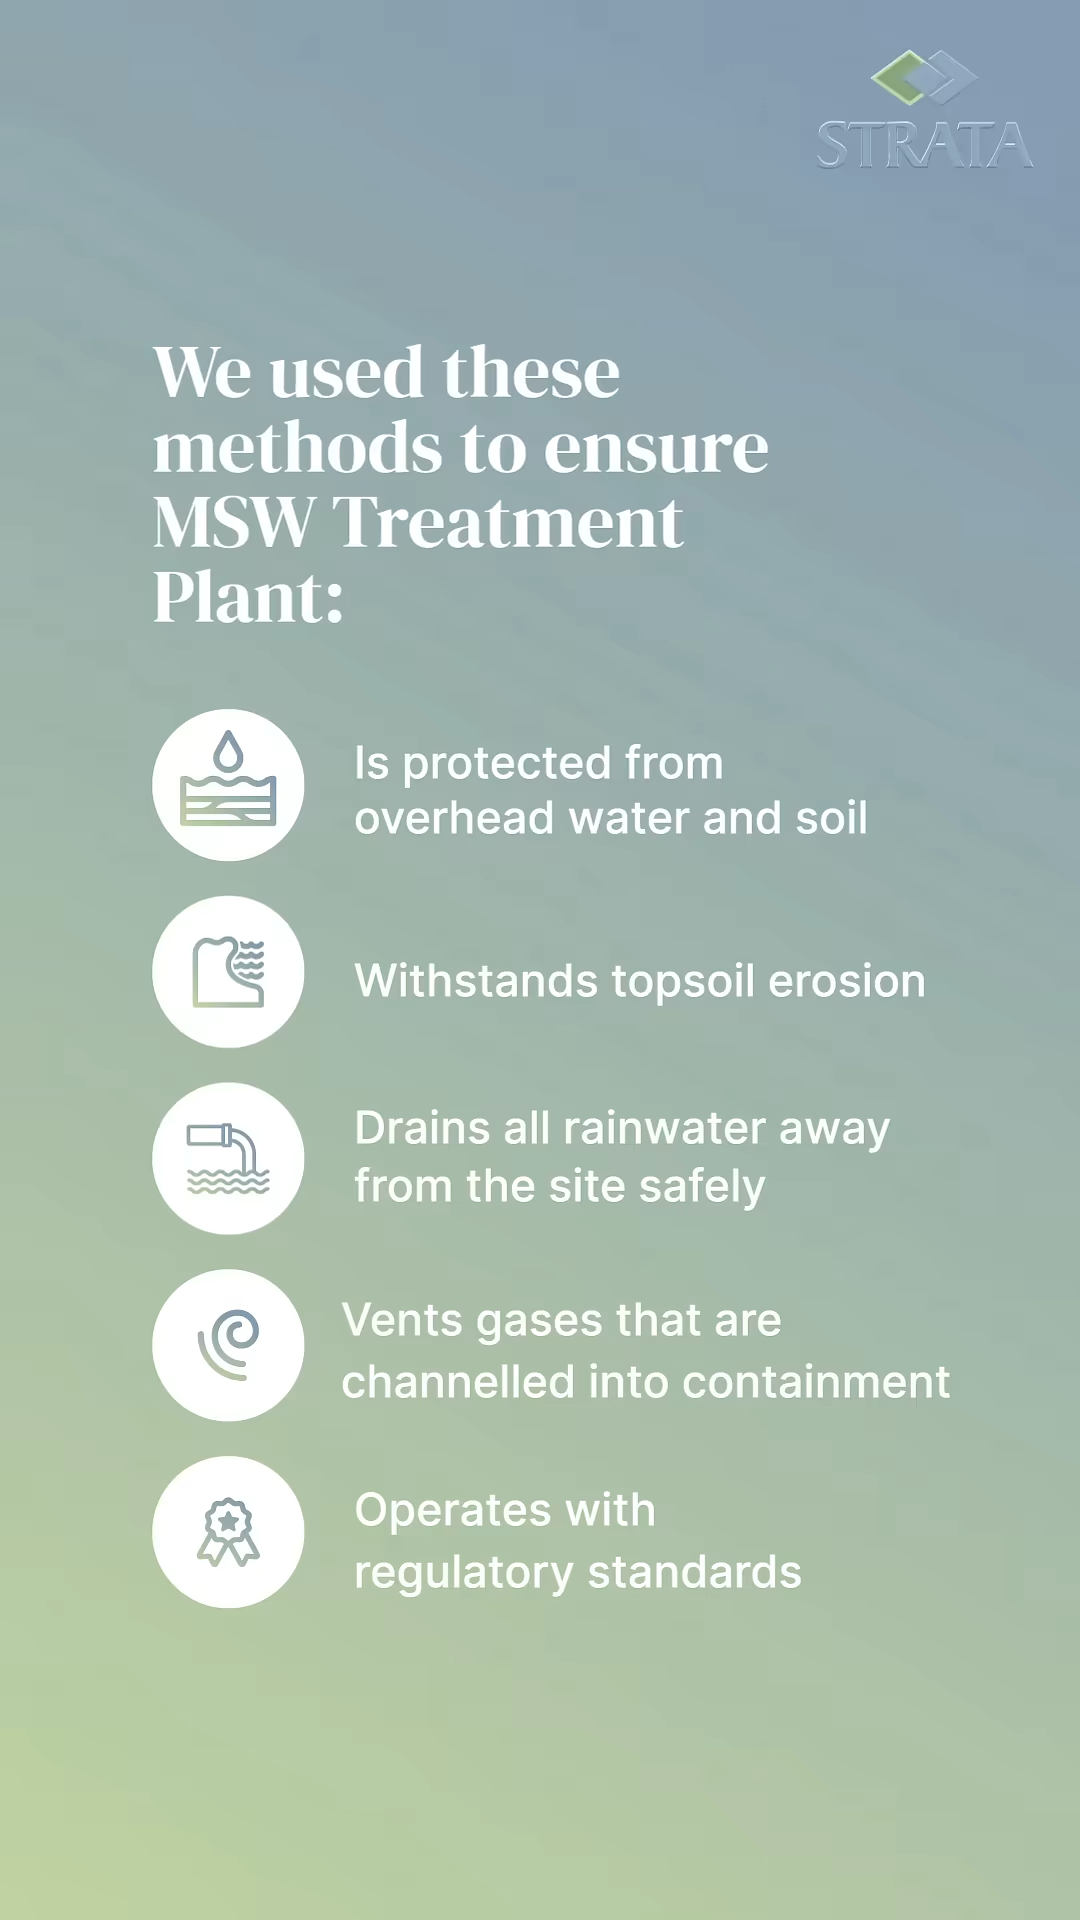 STRATA
We used these
methods to ensure
MSW Treatment
Plant:
Is protected from
overhead water and soil
Withstands topsoil erosion
Drains all rainwater away
from the site safely
Vents gases that are
channelled into containment
Operates with
regulatory standards